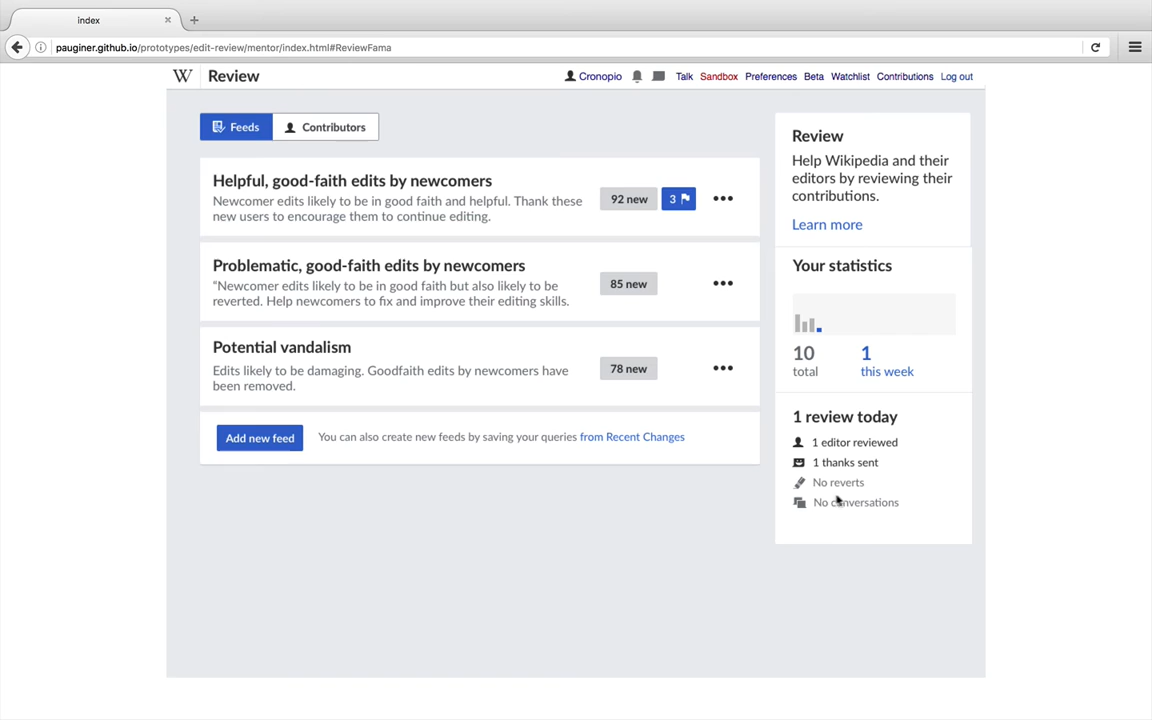 index
pauginer.github.io/prototypes/edit-review/mentor/index.html#ReviewFama
W Review
Cronopio Talk Sandbox Preferences Beta Watchlist Contributions Log out
Feeds Contributors
Helpful, good-faith edits by newcomers
Newcomer edits likely to be in good faith and helpful. Thank these
new users to encourage them to continue editing.
92 new 3
Problematic, good-faith edits by newcomers
“Newcomer edits likely to be in good faith but also likely to be
reverted. Help newcomers to fix and improve their editing skills.
85 new
Potential vandalism
Edits likely to be damaging. Goodfaith edits by newcomers have
been removed.
78 new
Add new feed You can also create new feeds by saving your queries from Recent Changes
Review
Help Wikipedia and their
editors by reviewing their
contributions.
Learn more
Your statistics
10 1
total this week
1 review today
1 editor reviewed
1 thanks sent
No reverts
No conversations